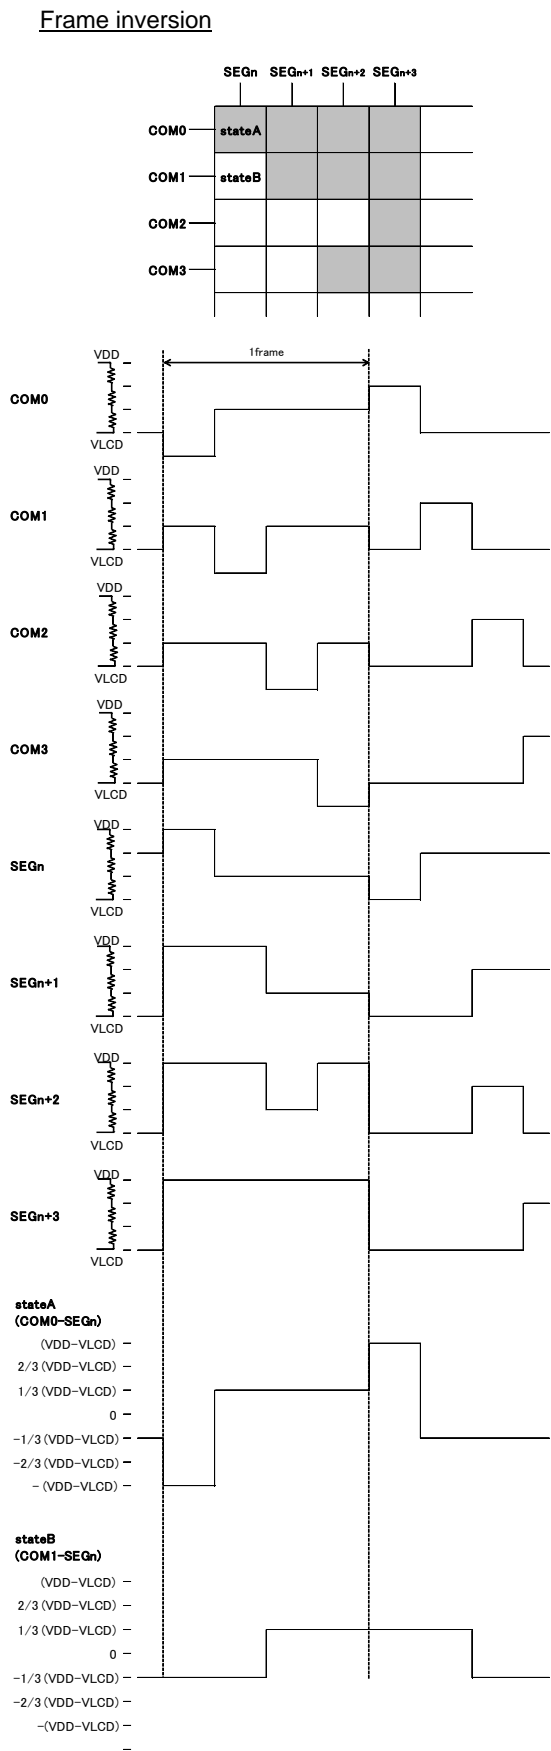 Frame inversion
SEGn SEGn+1 SEGn+2 SEGn+3
COM0 stateA
COM1 stateB
COM2
COM3
VDD 1frame
COM0
VLCD
VDD
COM1
VLCD
VDD
COM2
VLCD
VDD
COM3
VLCD
VDD
SEGn
VLCD
VDD
SEGn+1
VLCD
VDD
SEGn+2
VLCD
VDD
SEGn+3
VLCD
stateA
(COM0-SEGn)
(VDD-VLCD)
2/3(VDD-VLCD)
1/3(VDD-VLCD)
0
-1/3(VDD-VLCD)
-2/3(VDD-VLCD)
-(VDD-VLCD)
stateB
(COM1-SEGn)
(VDD-VLCD)
2/3(VDD-VLCD)
1/3(VDD-VLCD)
0
-1/3(VDD-VLCD)
-2/3(VDD-VLCD)
-(VDD-VLCD)